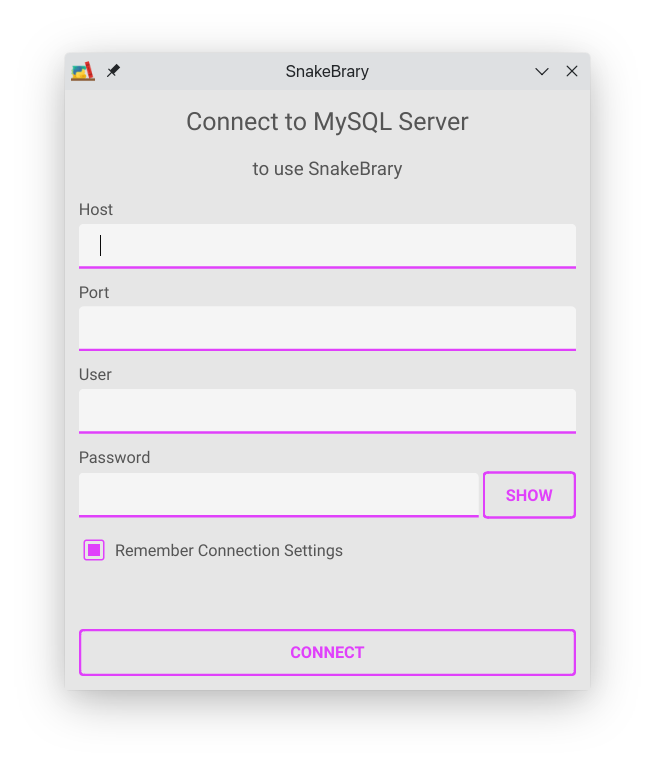 SnakeBrary
Connect to MySQL Server
to use SnakeBrary
Host
Port
User
Password
SHOW
Remember Connection Settings
CONNECT